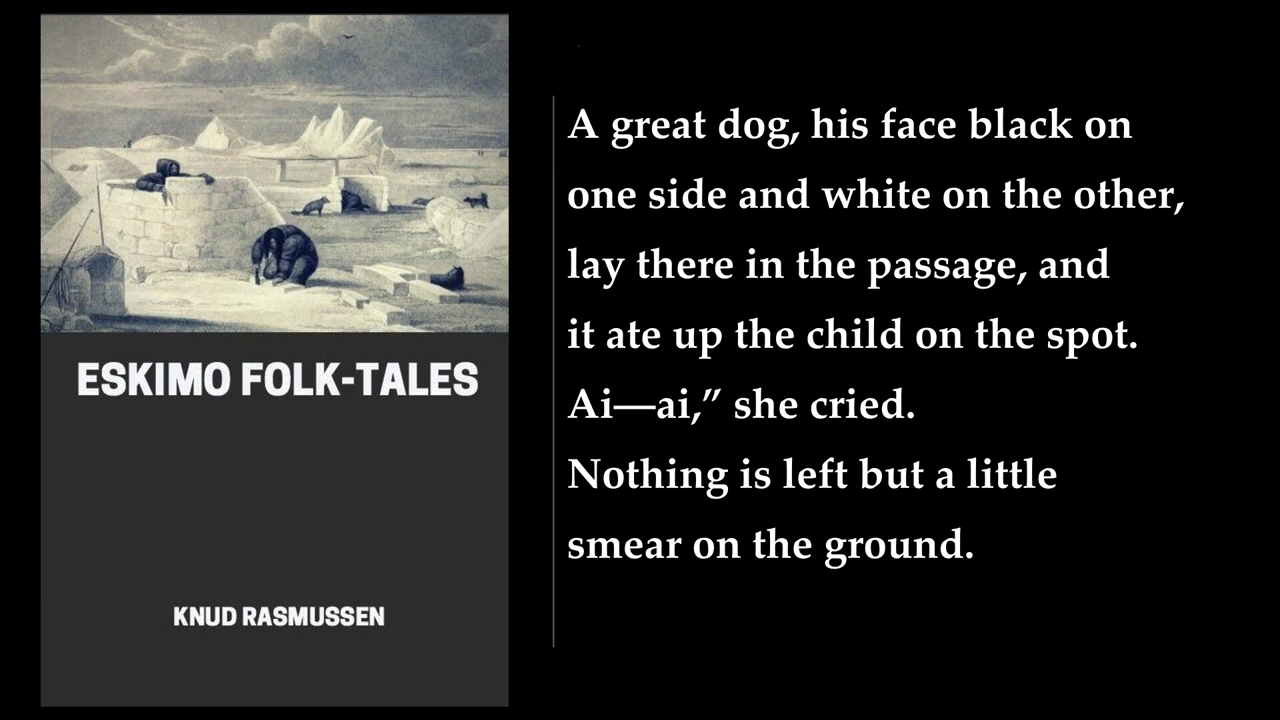 ESKIMO FOLK-TALES
KNUD RASMUSSEN
A great dog, his face black on
one side and white on the other,
lay there in the passage, and
it ate up the child on the spot.
Ai—ai,” she cried.
Nothing is left but a little
smear on the ground.